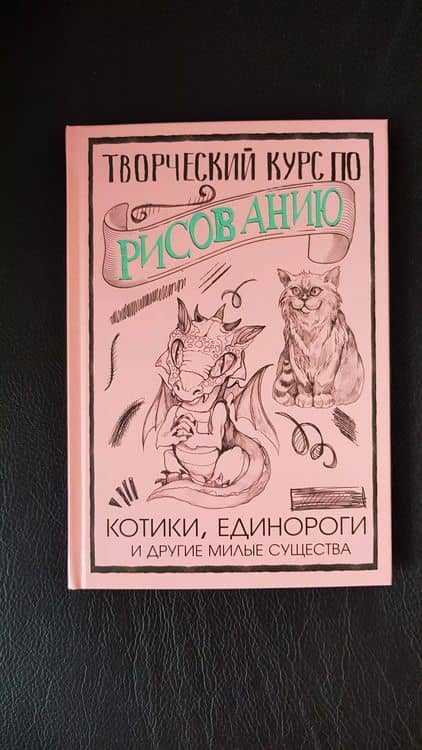 ТВОРЧЕСКИЙ КУРС ПО
РИСОВАНИЮ
КОТИКИ, ЕДИНОРОГИ
И ДРУГИЕ МИЛЫЕ СУЩЕСТВА